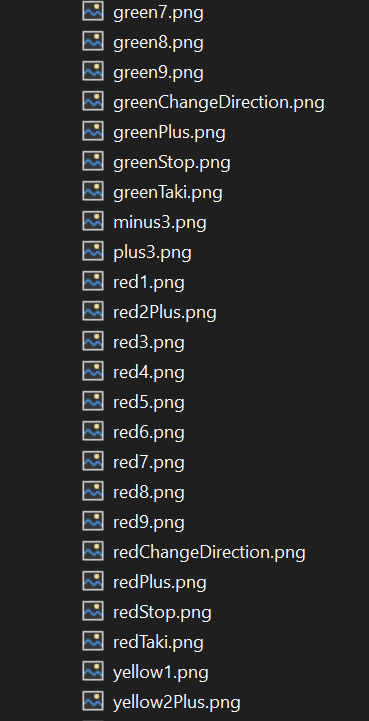 green7.png
green8.png
green9.png
greenChangeDirection.png
greenPlus.png
greenStop.png
greenTaki.png
minus3.png
plus3.png
red1.png
red2Plus.png
red3.png
red4.png
red5.png
red6.png
red7.png
red8.png
red9.png
redChangeDirection.png
redPlus.png
redStop.png
redTaki.png
yellow1.png
yellow2Plus.png